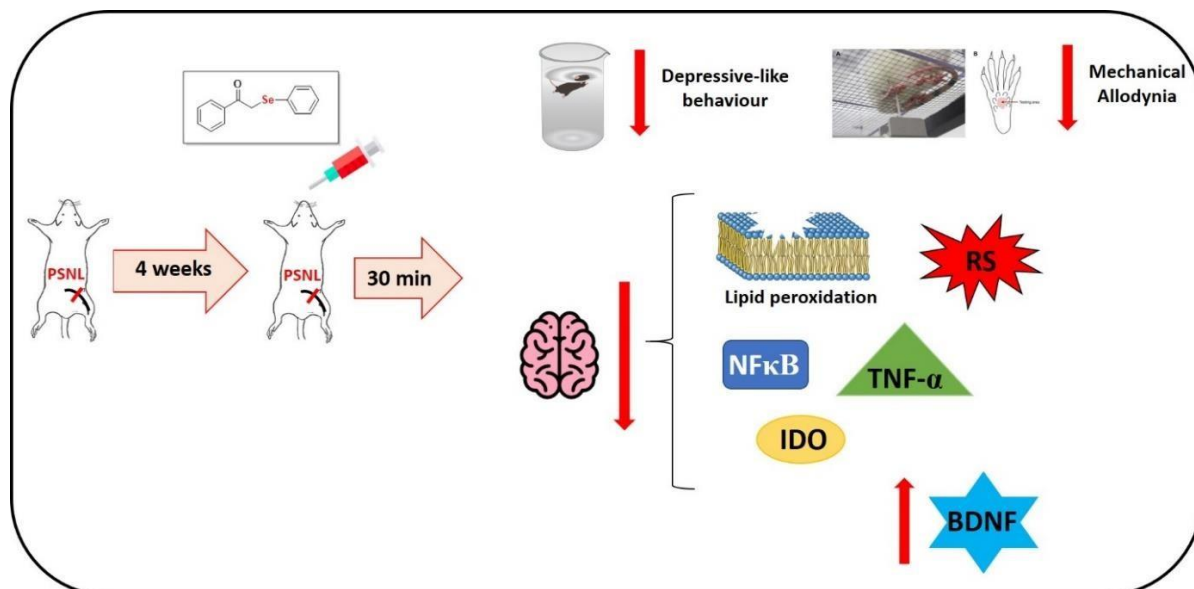 O
Se
Depressive-like
behaviour
A
B
Mechanical
Allodynia
PSNL
4 weeks
PSNL
30 min
Lipid peroxidation
RS
NFκB
TNF-α
IDO
BDNF